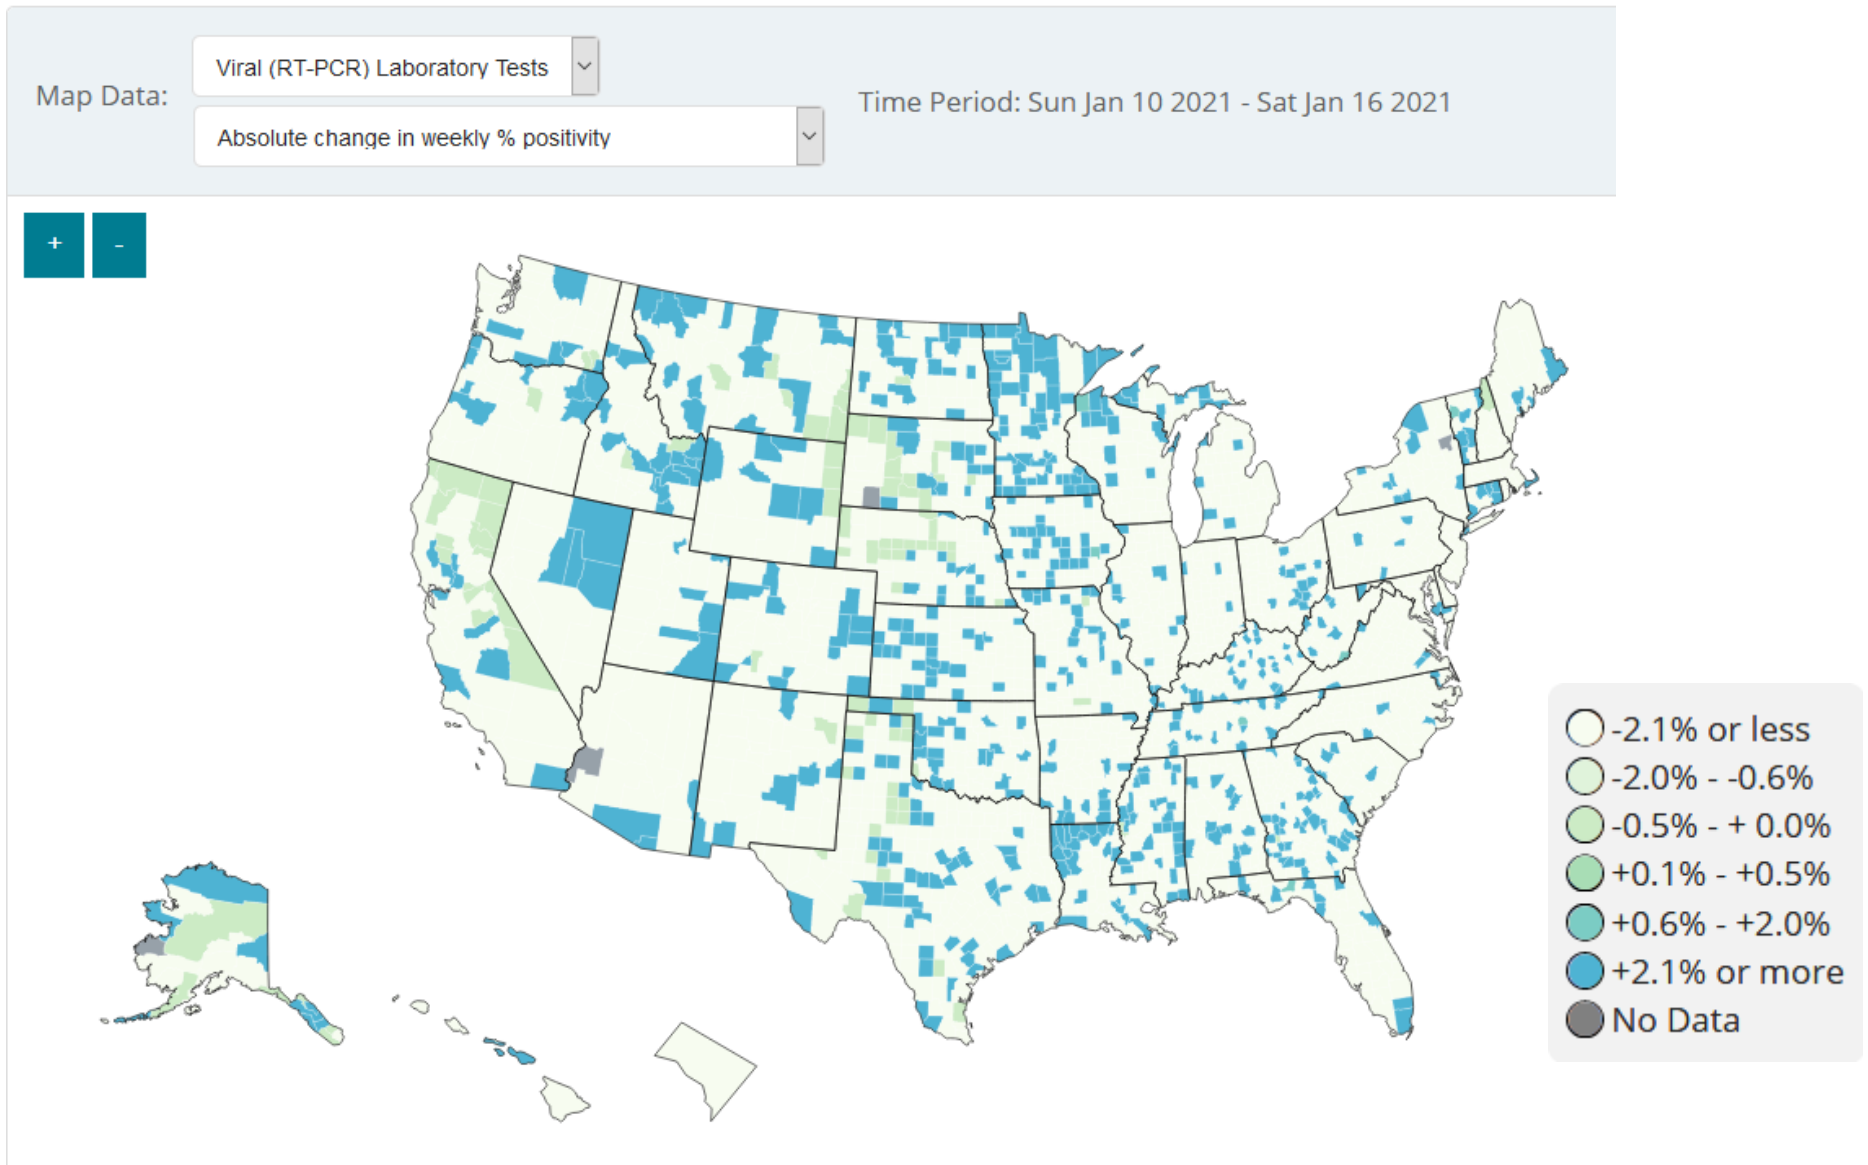 Map Data:
Viral (RT-PCR) Laboratory Tests
Absolute change in weekly % positivity
Time Period: Sun Jan 10 2021 - Sat Jan 16 2021
+ -
-2.1% or less
-2.0% - -0.6%
-0.5% - + 0.0%
+0.1% - +0.5%
+0.6% - +2.0%
+2.1% or more
No Data